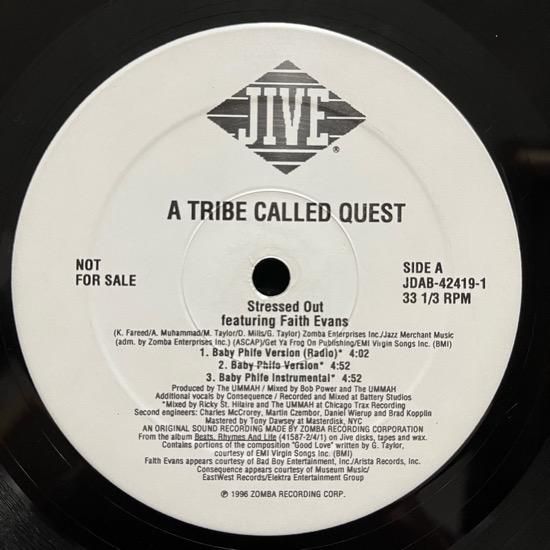 JIVE
®
A TRIBE CALLED QUEST
NOT
FOR SALE
SIDE A
JDAB-42419-1
33 1/3 RPM
Stressed Out
featuring Faith Evans
(K. Fareed/A. Muhammad/M. Taylor/D. Mills/G. Taylor) Zomba Enterprises Inc./Jazz Merchant Music
(adm. by Zomba Enterprises Inc.) (ASCAP)/Get Ya Frog On Publishing/EMI Virgin Songs Inc. (BMI)
1. Baby Phife Version (Radio)* 4:02
2. Baby Phife Version* 4:52
3. Baby Phife Instrumental* 4:52
Produced by The UMMAH / Mixed by Bob Power and The UMMAH
Additional vocals by Consequence / Recorded and Mixed at Battery Studios
*Mixed by Ricky St. Hilaire and The UMMAH at Chicago Trax Recording
Second engineers: Charles McCrorey, Martin Czembor, Daniel Wierup and Brad Kopplin
Mastered by Tony Dawsey at Masterdisk, NYC
AN ORIGINAL SOUND RECORDING MADE BY ZOMBA RECORDING CORPORATION
From the album Beats, Rhymes And Life (41587-2/4/1) on Jive disks, tapes and wax.
Contains portions of the composition "Good Love" written by G. Taylor,
courtesy of EMI Virgin Songs Inc. (BMI)
Faith Evans appears courtesy of Bad Boy Entertainment, Inc./Arista Records, Inc.
Consequence appears courtesy of Museum Music/
EastWest Records/Elektra Entertainment Group
℗ 1996 ZOMBA RECORDING CORP.